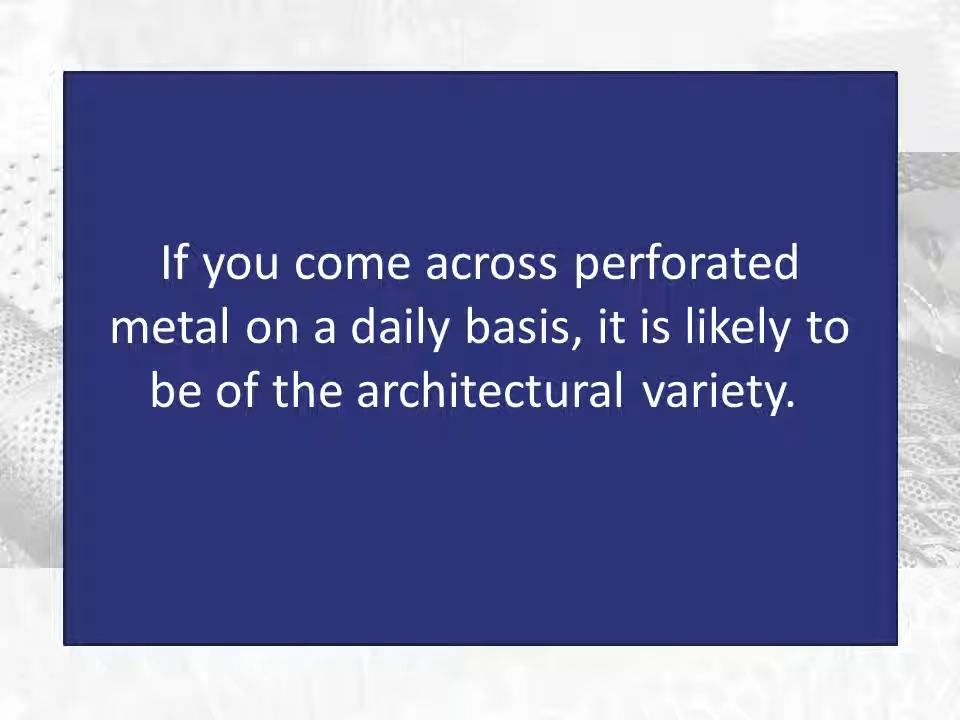 If you come across perforated
metal on a daily basis, it is likely to
be of the architectural variety.